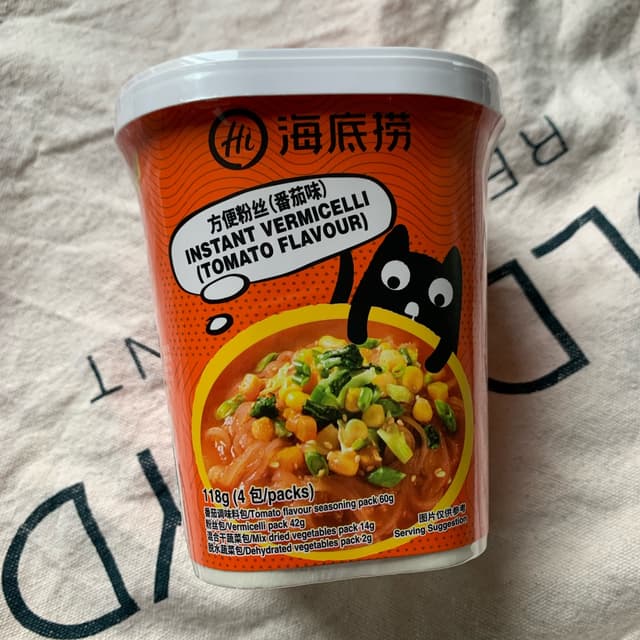 Hi 海底捞
方便粉丝(番茄味)
INSTANT VERMICELLI
(TOMATO FLAVOUR)
118g (4 包/packs)
番茄调味料包/Tomato flavour seasoning pack 60g
粉丝包/Vermicelli pack 42g
混合干蔬菜包/Mix dried vegetables pack 14g
脱水蔬菜包/Dehydrated vegetables pack 2g
图片仅供参考
Serving Suggestion